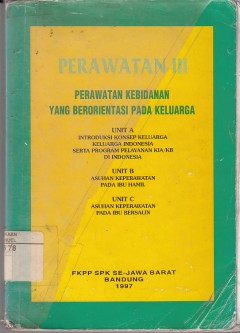 PERAWATAN III
PERAWATAN KEBIDANAN
YANG BERORIENTASI PADA KELUARGA
UNIT A
INTRODUKSI KONSEP KELUARGA
KELUARGA INDONESIA
SERTA PROGRAM PELAYANAN KIA/KB
DI INDONESIA
UNIT B
ASUHAN KEPERAWATAN
PADA IBU HAMIL
UNIT C
ASUHAN KEPERAWATAN
PADA IBU BERSALIN
78
FKPP SPK SE-JAWA BARAT
BANDUNG
1997